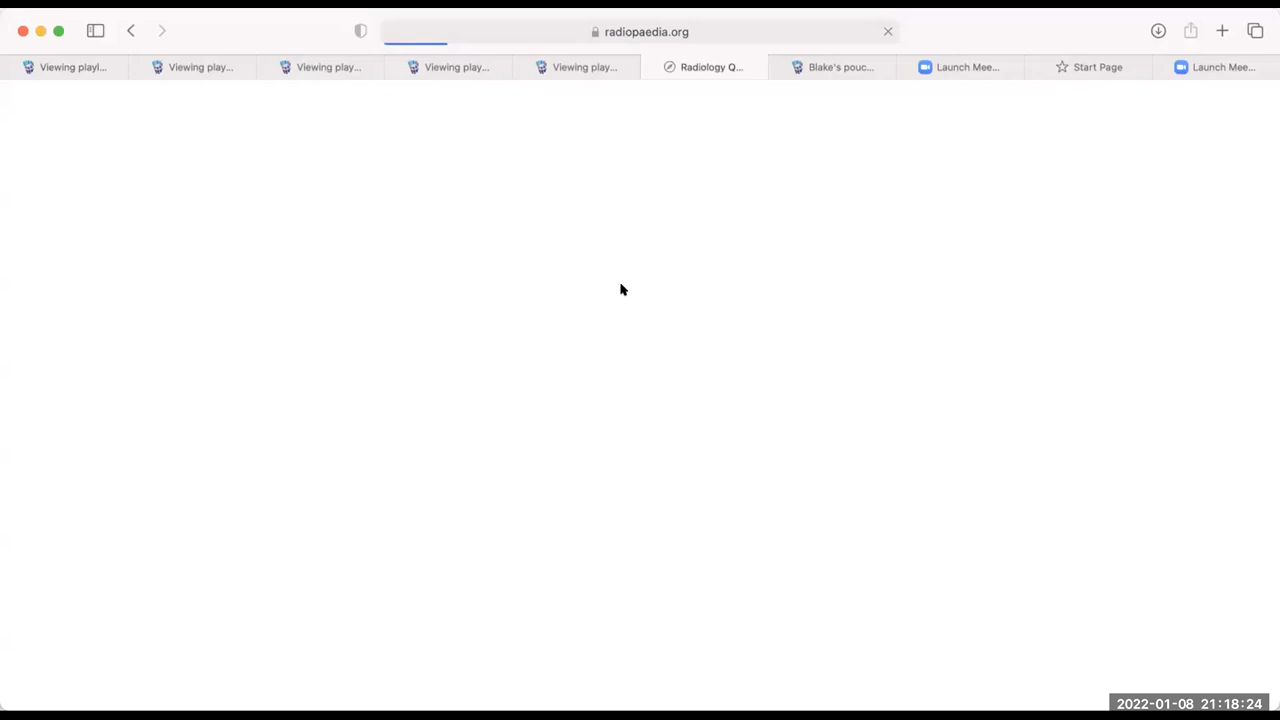 radiopaedia.org
Viewing playl... Viewing play... Viewing play... Viewing play... Viewing play... Radiology Q... Blake's pouc... Launch Mee... Start Page Launch Mee...
2022-01-08 21:18:24